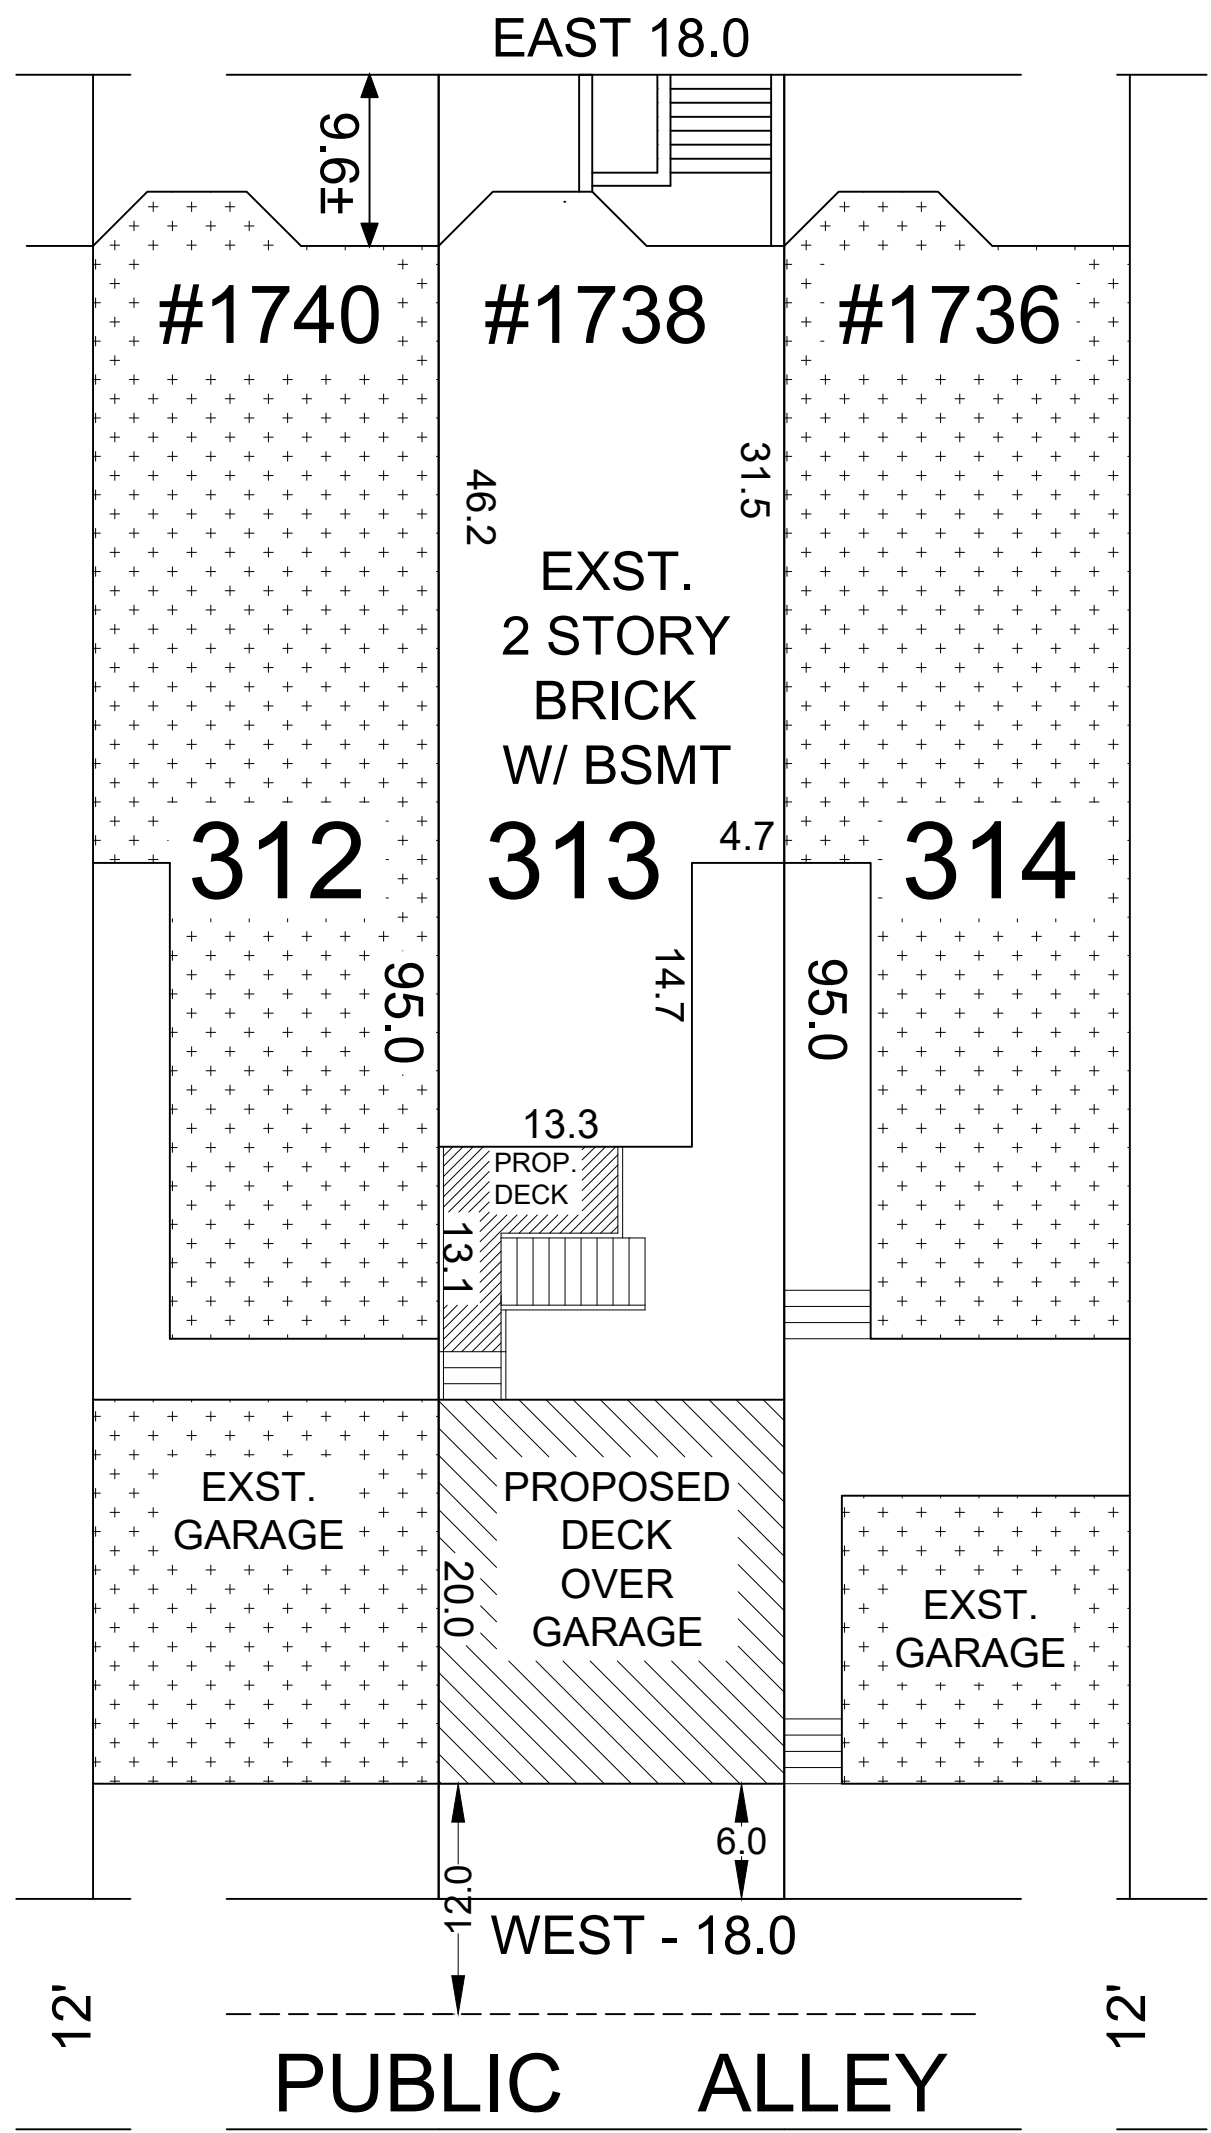 EAST 18.0
9.6±
#1740
#1738
#1736
46.2
31.5
EXST.
2 STORY
BRICK
W/ BSMT
4.7
312
313
314
95.0
14.7
95.0
13.3
PROP.
DECK
13.1
EXST.
GARAGE
PROPOSED
DECK
OVER
GARAGE
20.0
EXST.
GARAGE
6.0
12.0
WEST - 18.0
12'
12'
PUBLIC ALLEY